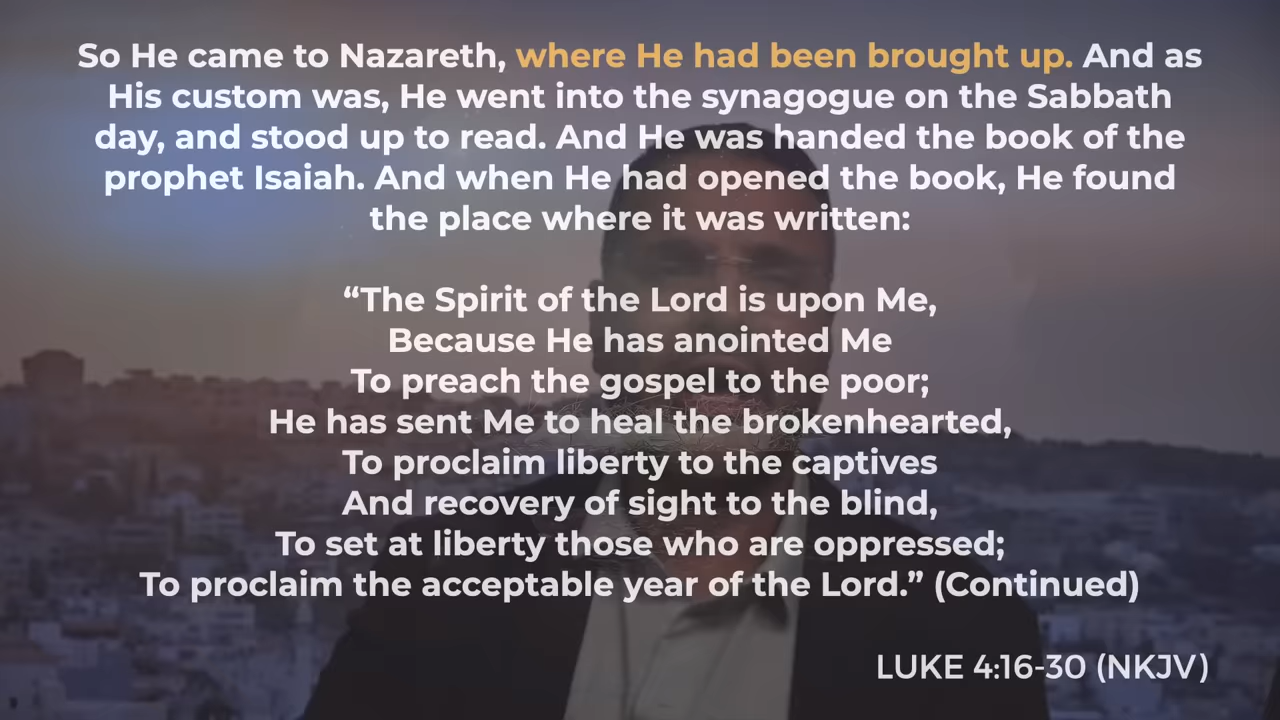 So He came to Nazareth, where He had been brought up. And as
His custom was, He went into the synagogue on the Sabbath
day, and stood up to read. And He was handed the book of the
prophet Isaiah. And when He had opened the book, He found
the place where it was written:
“The Spirit of the Lord is upon Me,
Because He has anointed Me
To preach the gospel to the poor;
He has sent Me to heal the brokenhearted,
To proclaim liberty to the captives
And recovery of sight to the blind,
To set at liberty those who are oppressed;
To proclaim the acceptable year of the Lord.” (Continued)
LUKE 4:16-30 (NKJV)